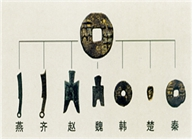 燕 齐 赵 魏 韩 楚 秦